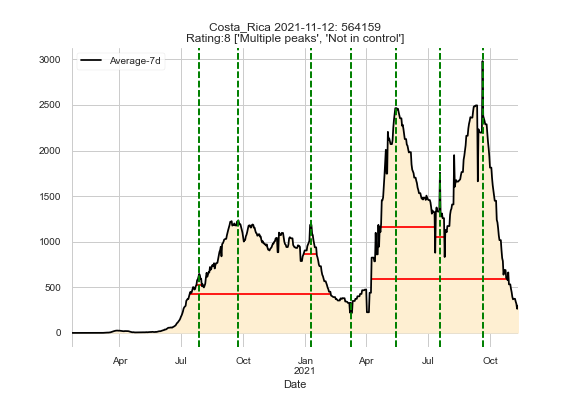 Costa_Rica 2021-11-12: 564159
Rating:8 ['Multiple peaks', 'Not in control']
Average-7d
3000
2500
2000
1500
1000
500
0
Apr Jul Oct Jan Apr Jul Oct
2021
Date